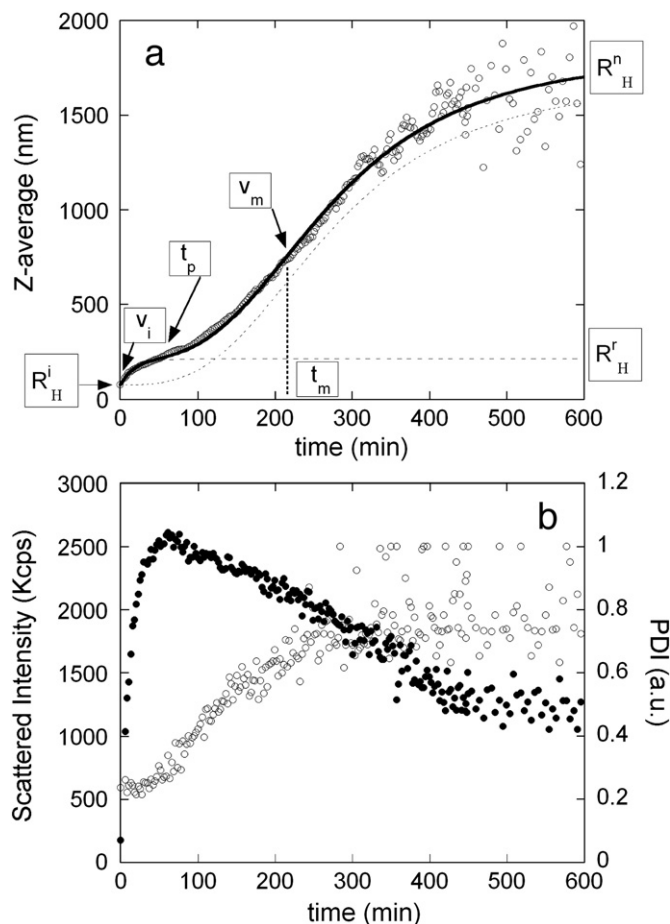 a
Z-average (nm)
2000
1500
1000
500
0
v_m
t_p
v_i
t_m
R_H^i
R_H^n
R_H^r
0 100 200 300 400 500 600
time (min)
b
Scattered Intensity (Kcps)
3000
2500
2000
1500
1000
500
0
1.2
1
0.8
0.6
0.4
0.2
0
PDI (a.u.)
0 100 200 300 400 500 600
time (min)